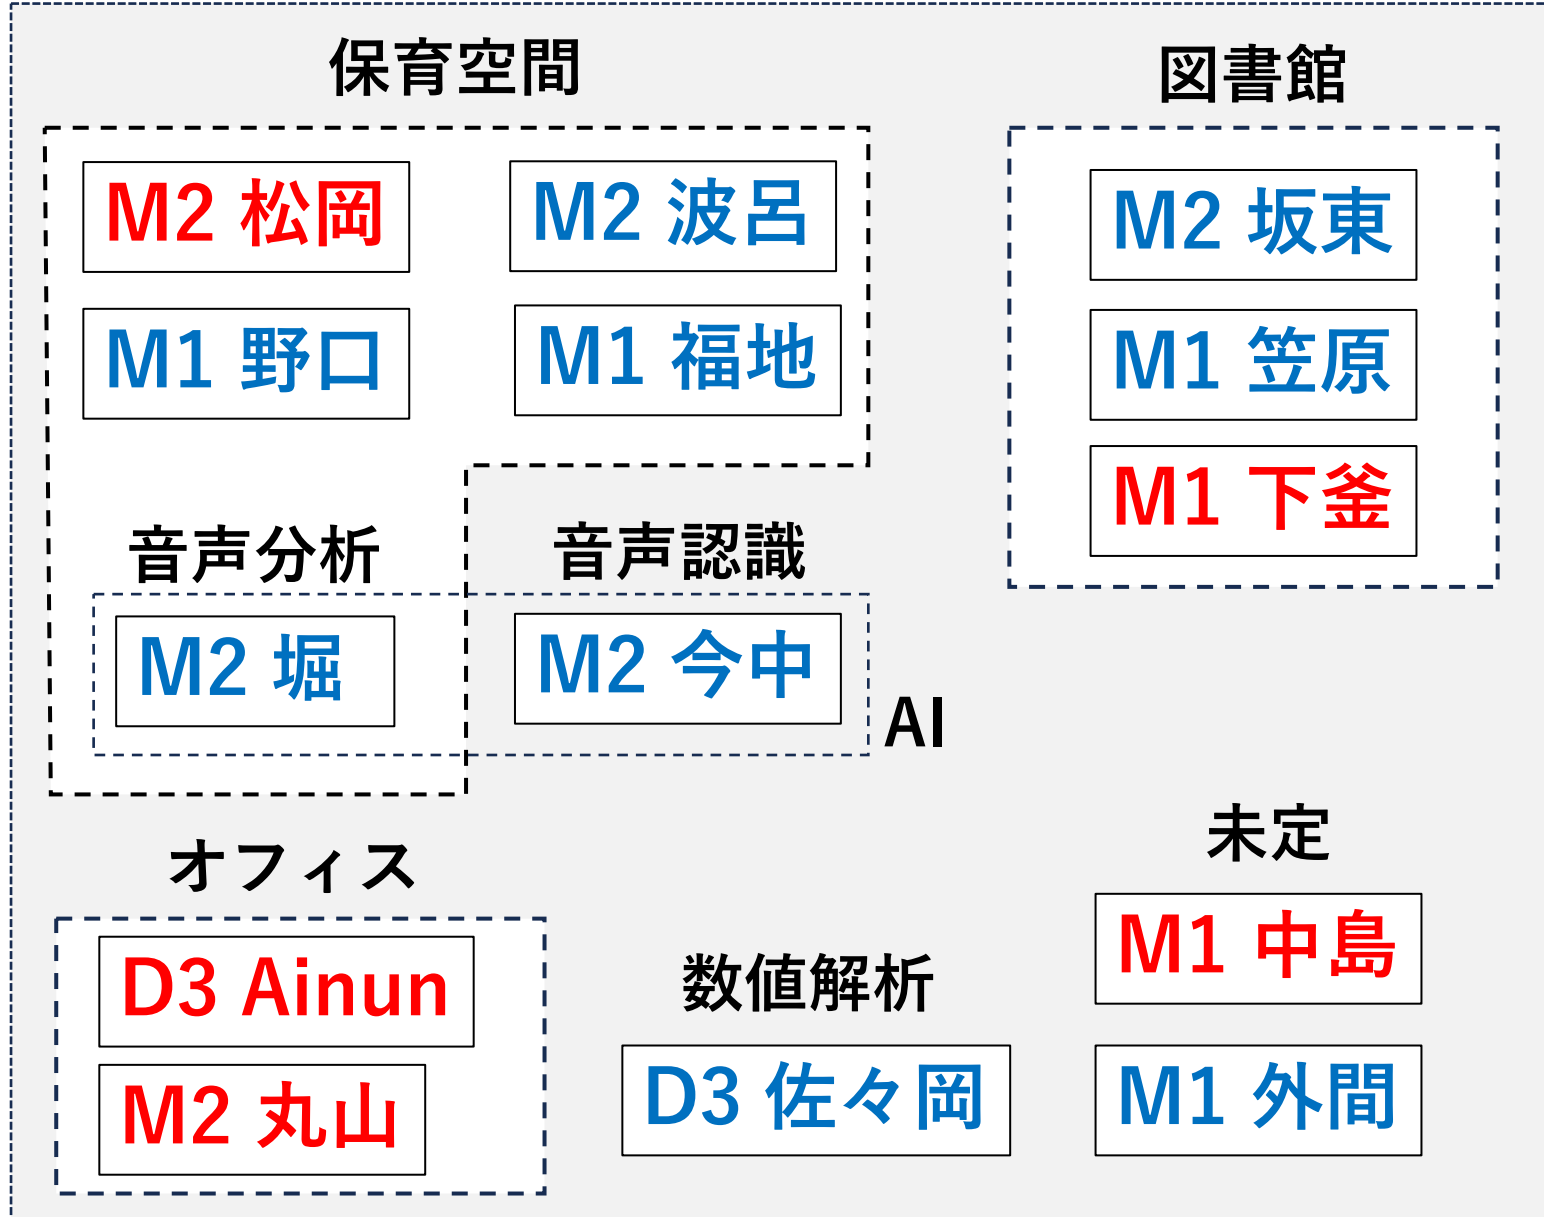 保育空間
M2 松岡
M2 波呂
M1 野口
M1 福地
音声分析
音声認識
M2 堀
M2 今中
AI
図書館
M2 坂東
M1 笠原
M1 下釜
オフィス
D3 Ainun
M2 丸山
数値解析
D3 佐々岡
未定
M1 中島
M1 外間